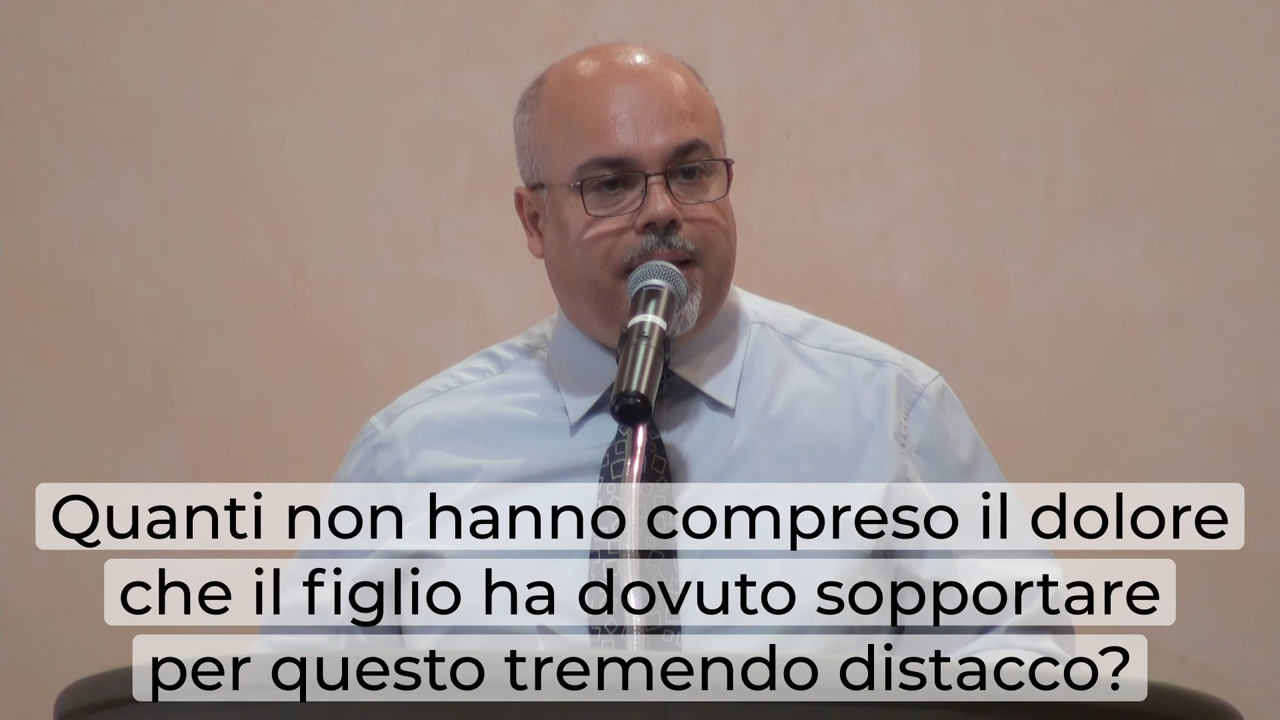 Quanti non hanno compreso il dolore
che il figlio ha dovuto sopportare
per questo tremendo distacco?